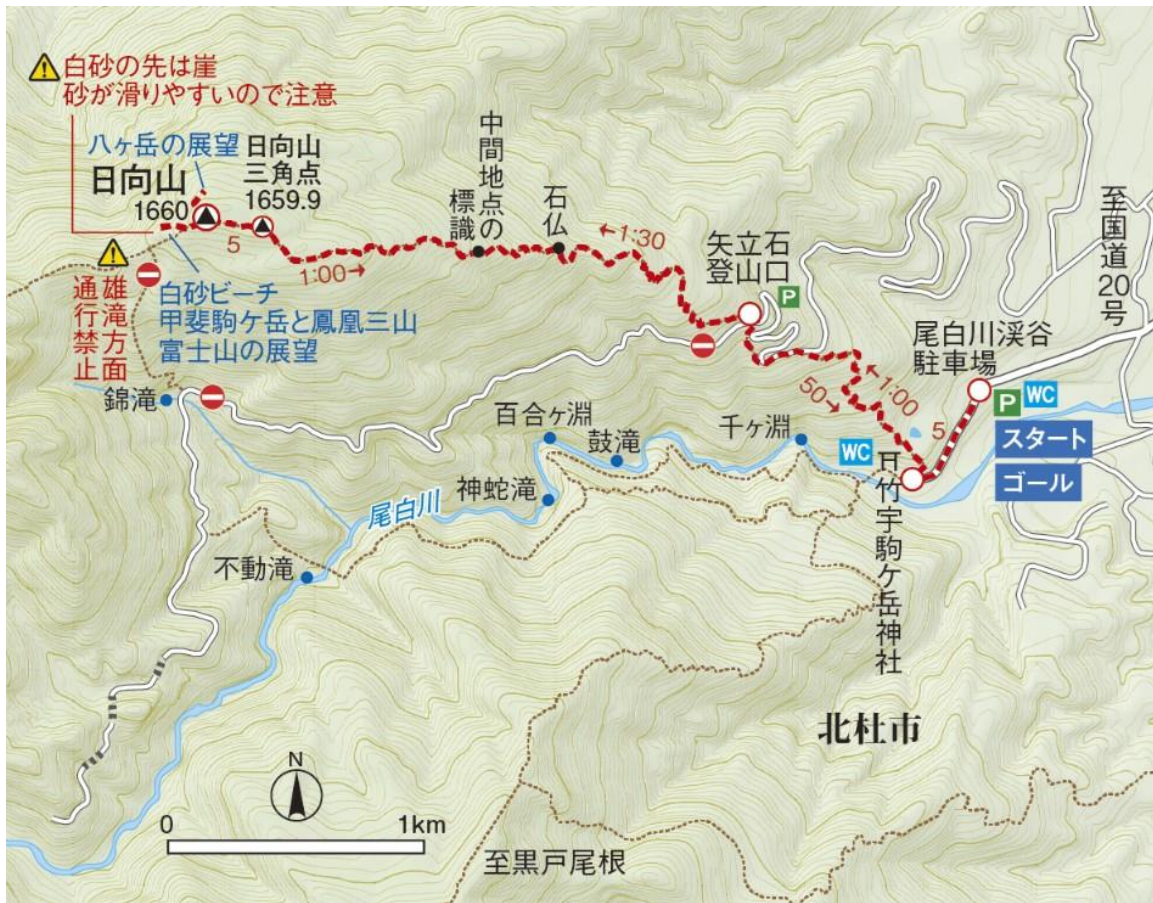 白砂の先は崖
砂が滑りやすいので注意
八ヶ岳の展望
日向山
1660
日向山
三角点
1659.9
5
1:00→
中間地点の
標識
石仏
←1:30
矢立石
登山口
P
至国道20号
雄滝方面
通行禁止
白砂ビーチ
甲斐駒ケ岳と鳳凰三山
富士山の展望
錦滝
尾白川渓谷
駐車場
P
WC
スタート
ゴール
5
←1:00
50→
百合ヶ淵
鼓滝
千ヶ淵
WC
竹宇駒ケ岳神社
神蛇滝
尾白川
不動滝
北杜市
N
0
1km
至黒戸尾根